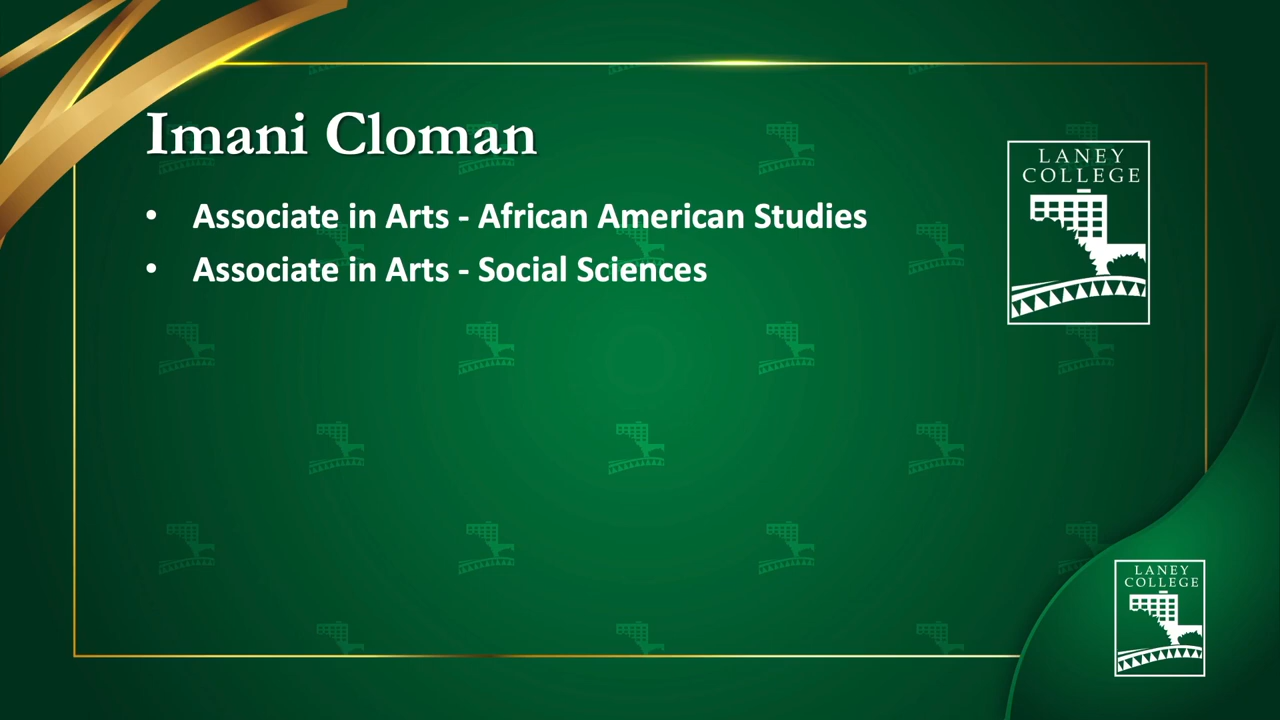 Imani Cloman
• Associate in Arts - African American Studies
• Associate in Arts - Social Sciences
LANEY
COLLEGE
LANEY
COLLEGE